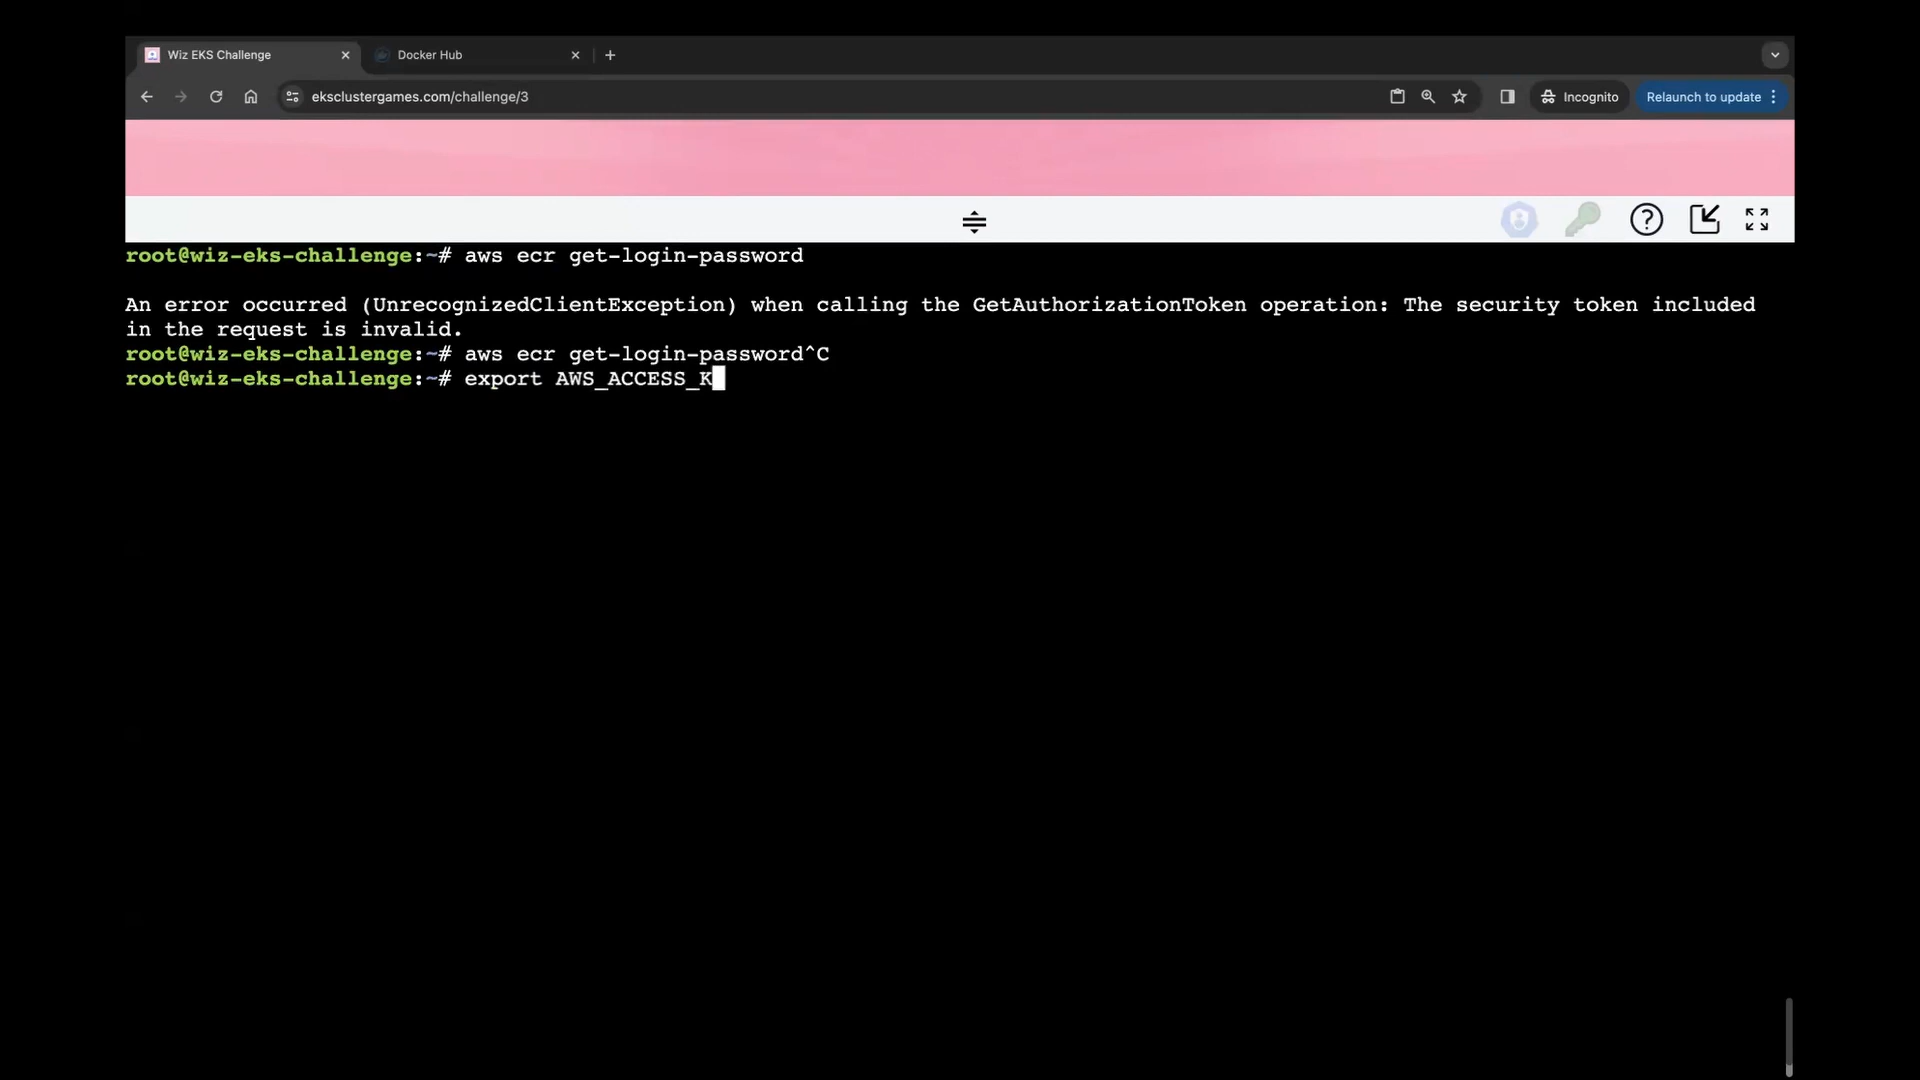 Wiz EKS Challenge
Docker Hub
eksclustergames.com/challenge/3
Incognito
Relaunch to update
root@wiz-eks-challenge:~# aws ecr get-login-password
An error occurred (UnrecognizedClientException) when calling the GetAuthorizationToken operation: The security token included
in the request is invalid.
root@wiz-eks-challenge:~# aws ecr get-login-password^C
root@wiz-eks-challenge:~# export AWS_ACCESS_K